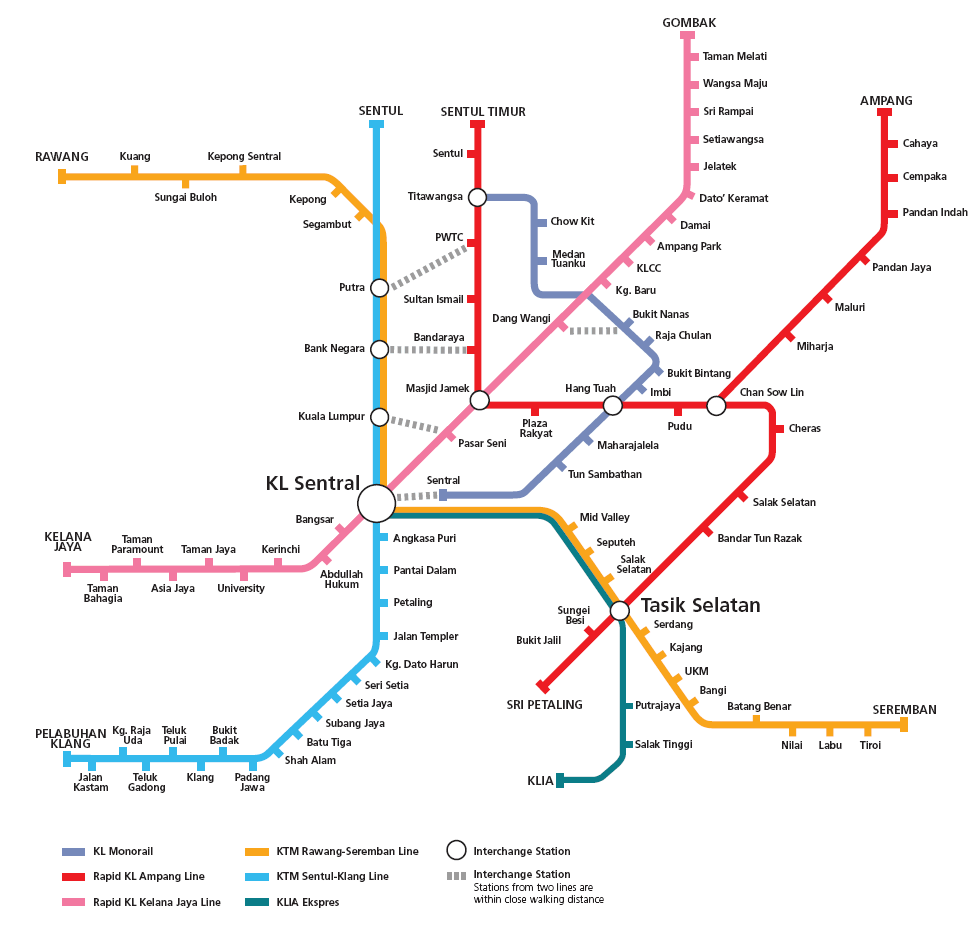 GOMBAK
Taman Melati
Wangsa Maju
Sri Rampai
Setiawangsa
Jelatek
Dato' Keramat
Damai
Ampang Park
KLCC
Kg. Baru
AMPANG
Cahaya
Cempaka
Pandan Indah
Pandan Jaya
Maluri
Miharja
SENTUL
SENTUL TIMUR
Sentul
Titawangsa
PWTC
Sultan Ismail
Bandaraya
Masjid Jamek
RAWANG
Kuang
Kepong Sentral
Sungai Buloh
Kepong
Segambut
Putra
Bank Negara
Kuala Lumpur
Chow Kit
Medan
Tuanku
Dang Wangi
Bukit Nanas
Raja Chulan
Bukit Bintang
Imbi
Hang Tuah
Chan Sow Lin
Plaza
Rakyat
Pudu
Cheras
Maharajalela
Tun Sambathan
Pasar Seni
Sentral
KL Sentral
Salak Selatan
Bandar Tun Razak
Mid Valley
Seputeh
Salak
Selatan
Tasik Selatan
Sungei
Besi
Bukit Jalil
SRI PETALING
Serdang
Kajang
UKM
Bangi
Batang Benar
SEREMBAN
Nilai
Labu
Tiroi
Putrajaya
Salak Tinggi
KLIA
Bangsar
KELANA
JAYA
Taman
Paramount
Taman Jaya
Kerinchi
Taman
Bahagia
Asia Jaya
University
Abdullah
Hukum
Angkasa Puri
Pantai Dalam
Petaling
Jalan Templer
Kg. Dato Harun
Seri Setia
Setia Jaya
Subang Jaya
Batu Tiga
Shah Alam
PELABUHAN
KLANG
Kg. Raja
Uda
Teluk
Pulai
Bukit
Badak
Jalan
Kastam
Teluk
Gadong
Klang
Padang
Jawa
KL Monorail
Rapid KL Ampang Line
Rapid KL Kelana Jaya Line
KTM Rawang-Seremban Line
KTM Sentul-Klang Line
KLIA Ekspres
Interchange Station
Interchange Station
Stations from two lines are
within close walking distance